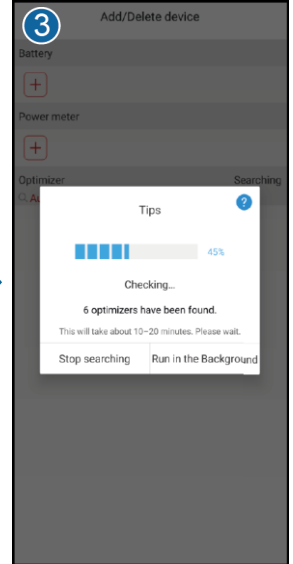 3
Add/Delete device
Battery
Power meter
Optimizer Searching
Tips
?
45%
Checking...
6 optimizers have been found.
This will take about 10~20 minutes. Please wait.
Stop searching Run in the Background